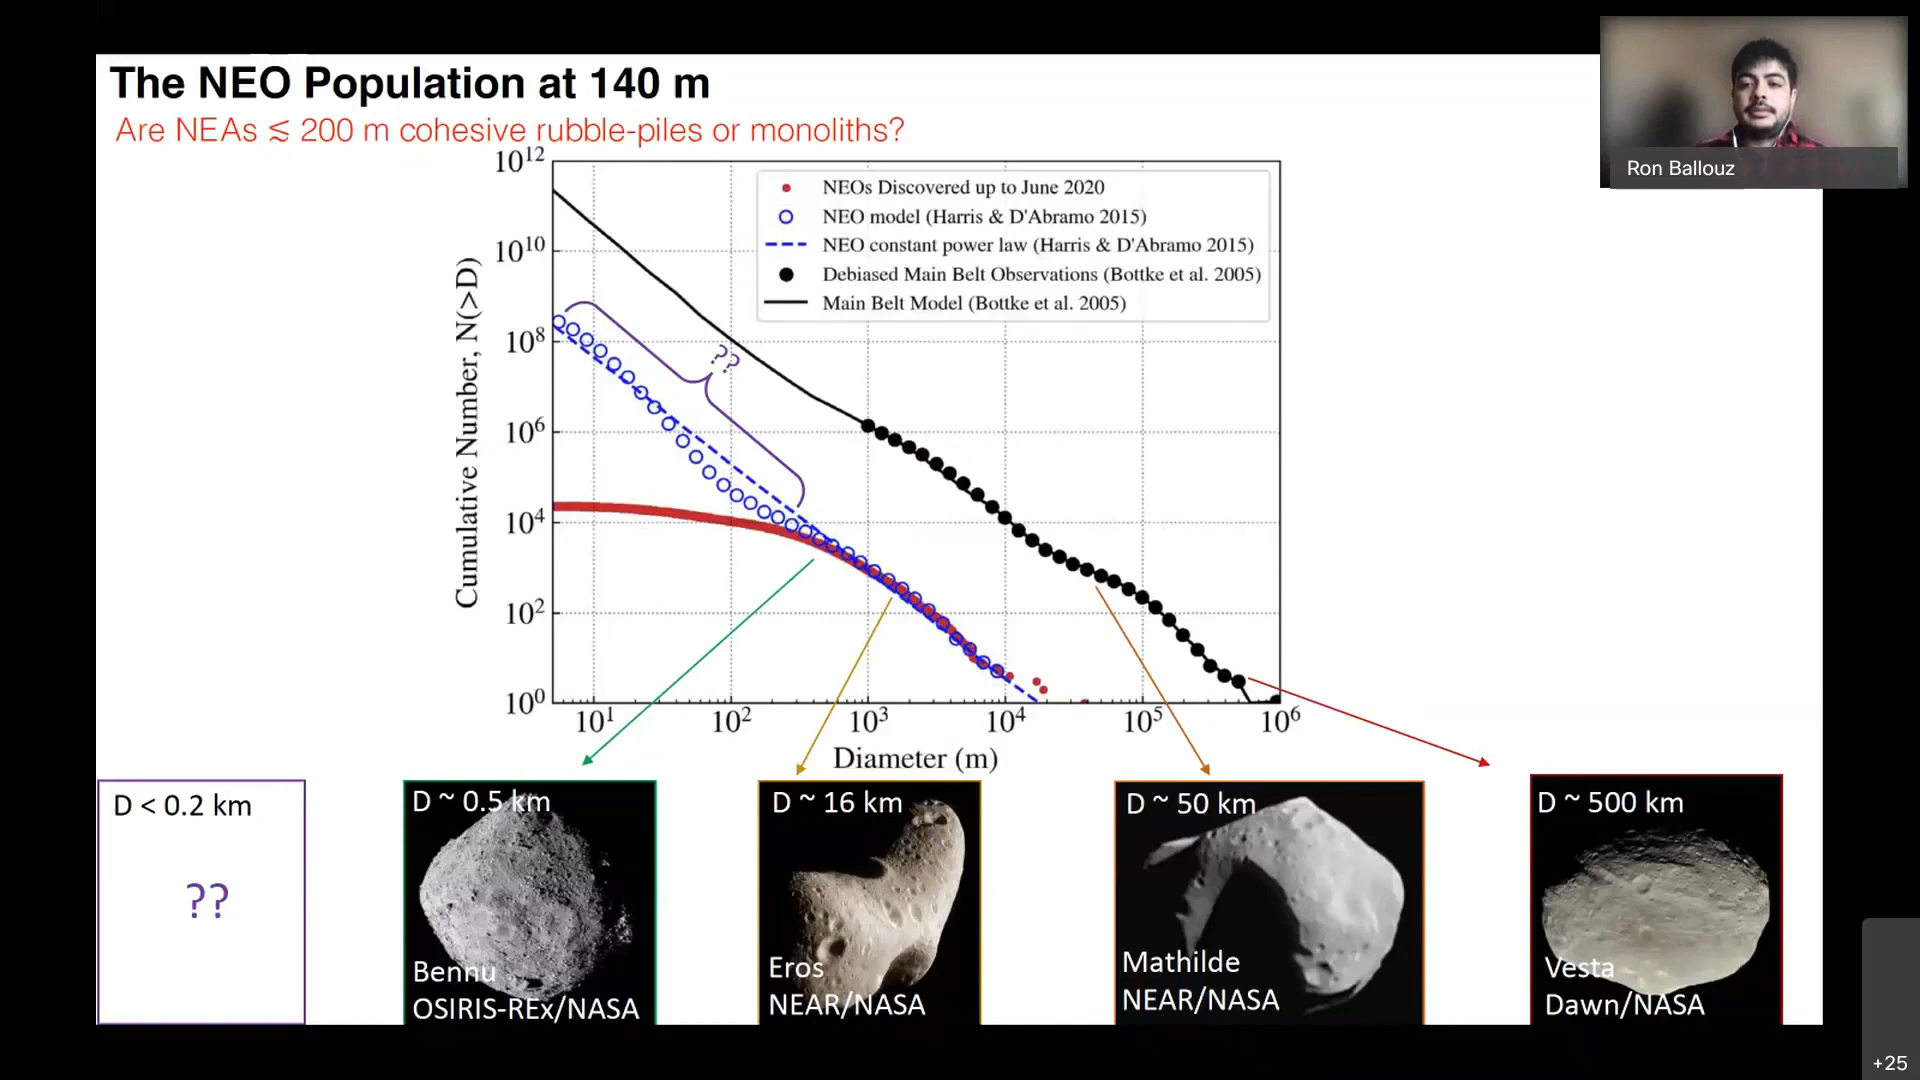 The NEO Population at 140 m
Are NEAs ≲ 200 m cohesive rubble-piles or monoliths?
Ron Ballouz
10¹²
10¹⁰
10⁸
10⁶
10⁴
10²
10⁰
Cumulative Number, N(>D)
NEOs Discovered up to June 2020
NEO model (Harris & D'Abramo 2015)
NEO constant power law (Harris & D'Abramo 2015)
Debiased Main Belt Observations (Bottke et al. 2005)
Main Belt Model (Bottke et al. 2005)
??
10¹ 10² 10³ 10⁴ 10⁵ 10⁶
Diameter (m)
D < 0.2 km
??
D ~ 0.5 km
Bennu
OSIRIS-REx/NASA
D ~ 16 km
Eros
NEAR/NASA
D ~ 50 km
Mathilde
NEAR/NASA
D ~ 500 km
Vesta
Dawn/NASA
+25